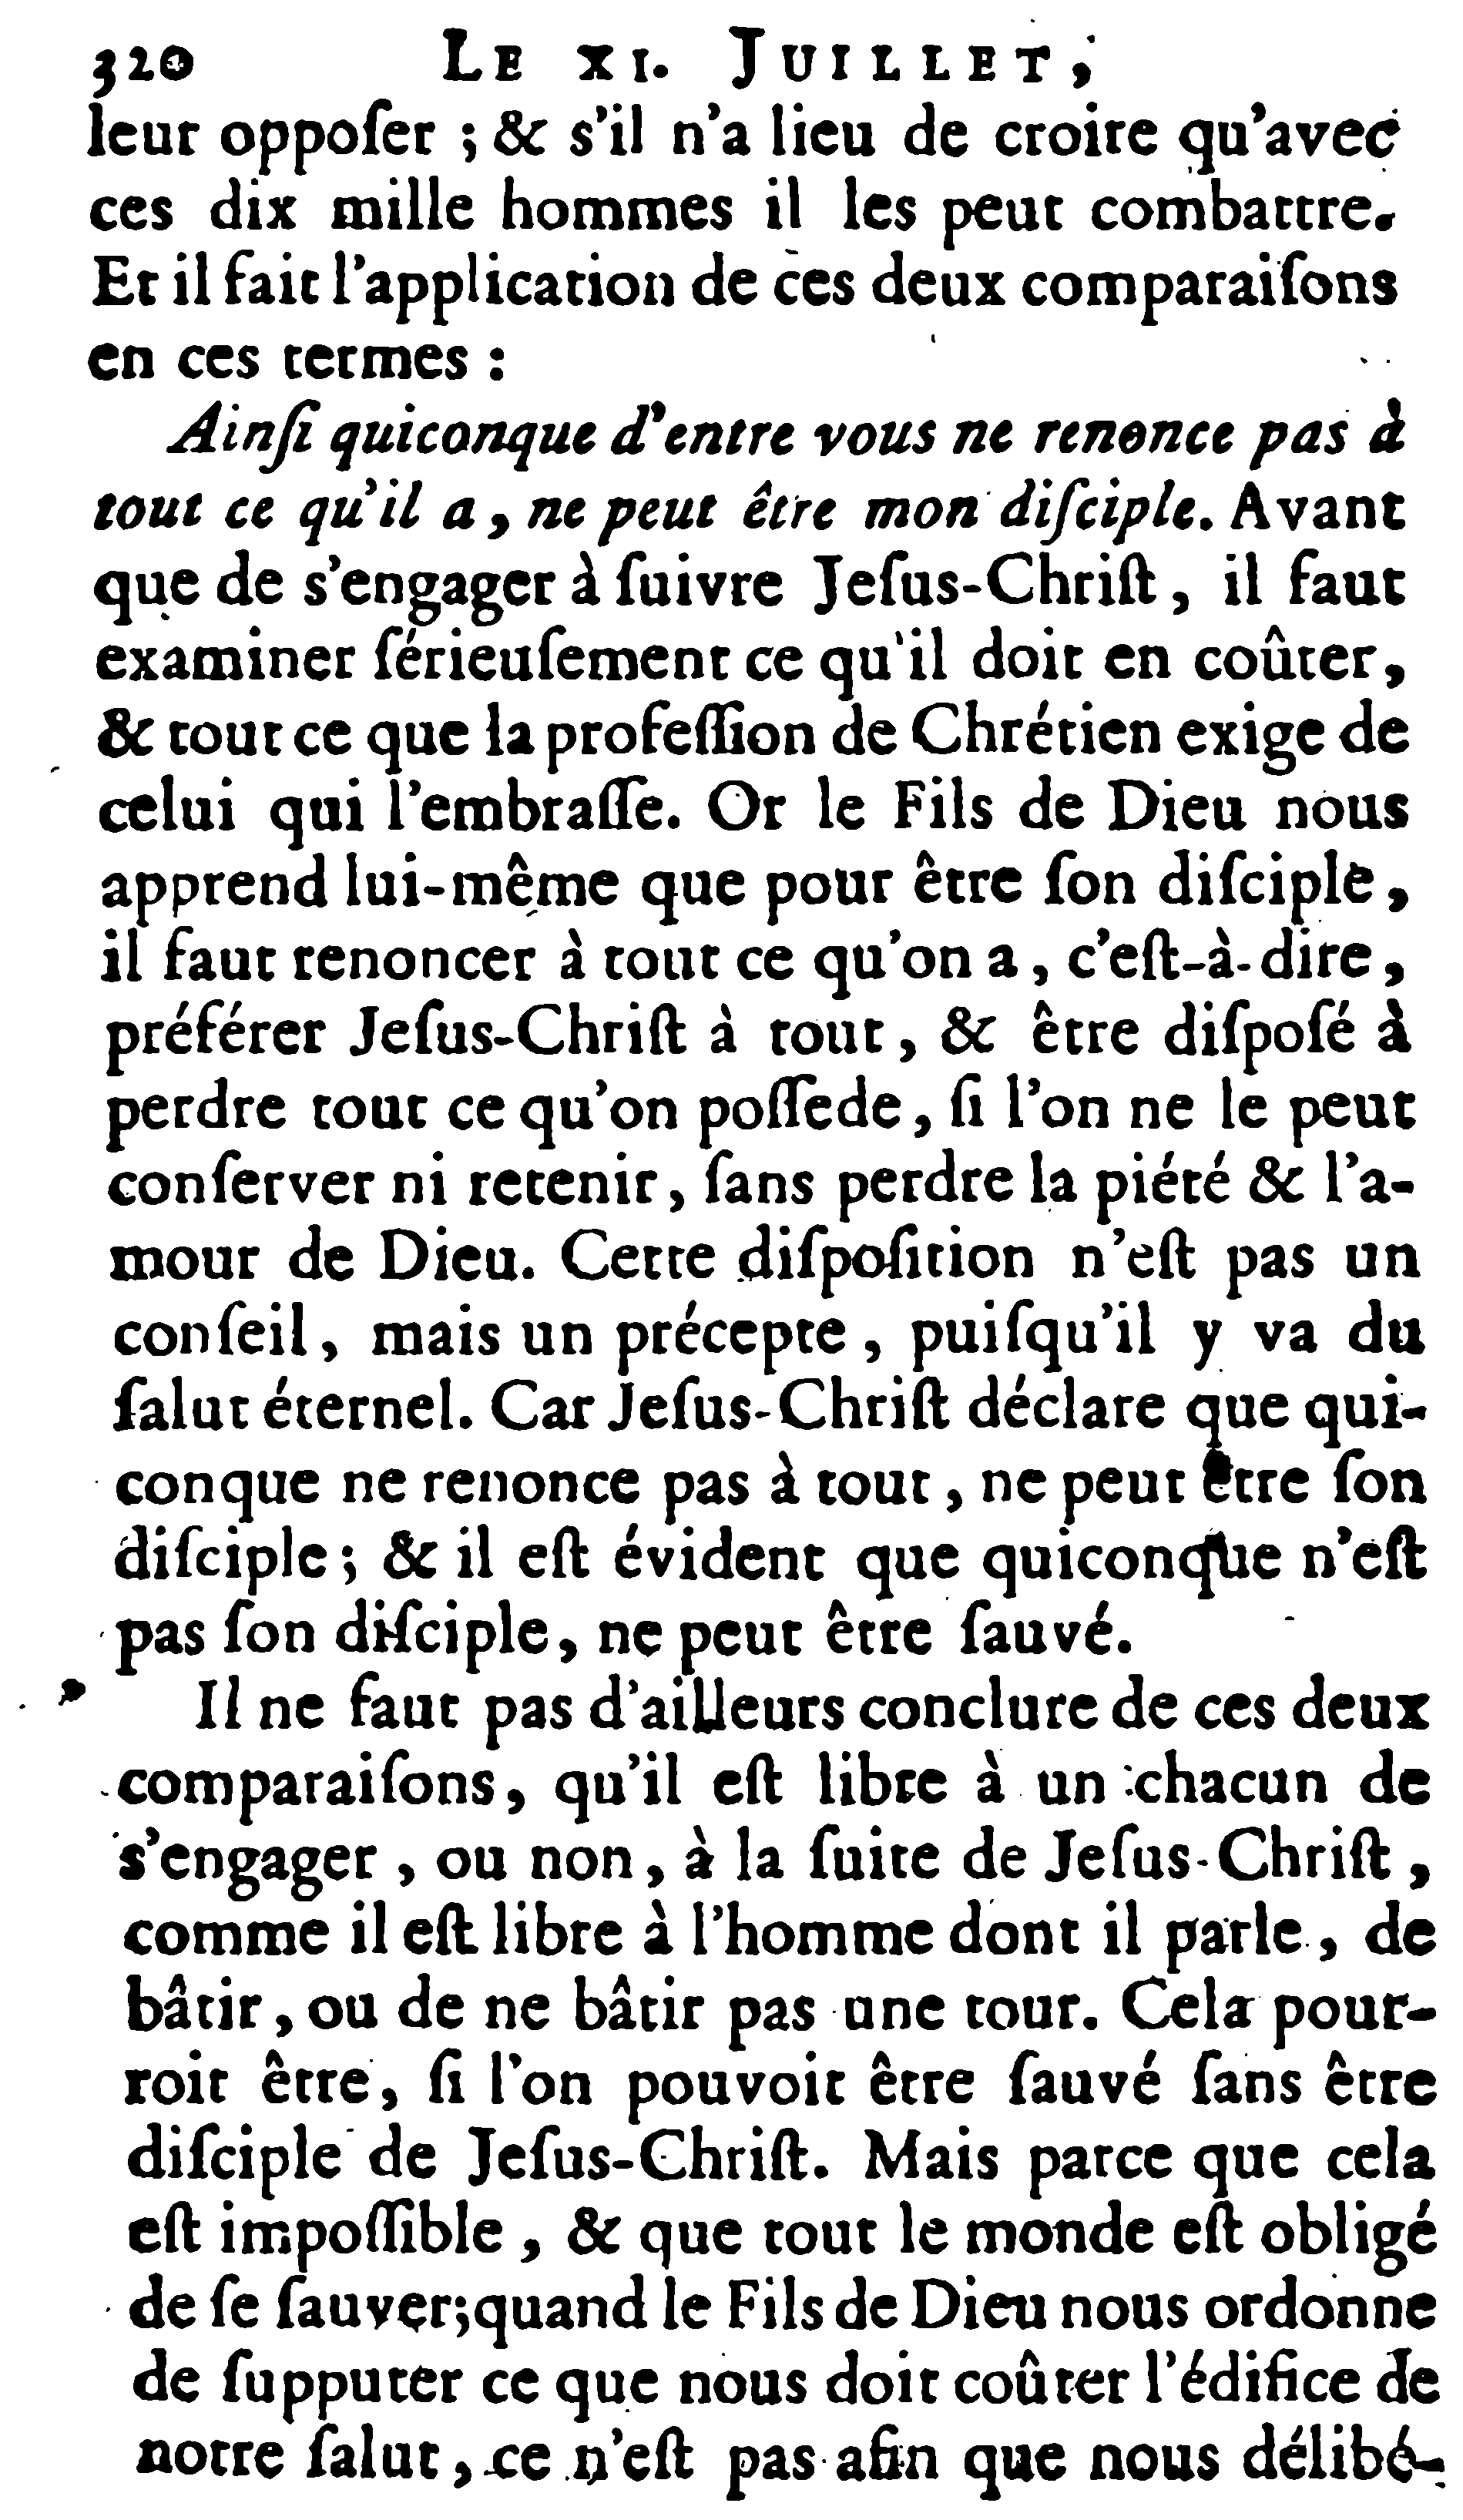 320 LE XI. JUILLET,
leur oppoſer ; & s'il n'a lieu de croire qu'avec
ces dix mille hommes il les peut combattre.
Et il fait l'application de ces deux comparaiſons
en ces termes :
Ainſi quiconque d'entre vous ne renonce pas à
tout ce qu'il a, ne peut être mon diſciple. Avant
que de s'engager à ſuivre Jeſus-Chriſt, il faut
examiner ſérieuſement ce qu'il doit en coûter,
& tout ce que la profeſſion de Chrétien exige de
celui qui l'embraſſe. Or le Fils de Dieu nous
apprend lui-même que pour être ſon diſciple,
il faut renoncer à tout ce qu'on a, c'eſt-à-dire,
préférer Jeſus-Chriſt à tout, & être diſpoſé à
perdre tout ce qu'on poſſede, ſi l'on ne le peut
conſerver ni retenir, ſans perdre la piété & l'a-
mour de Dieu. Cette diſpoſition n'eſt pas un
conſeil, mais un précepte, puiſqu'il y va du
ſalut éternel. Car Jeſus-Chriſt déclare que qui-
conque ne renonce pas à tout, ne peut être ſon
diſciple ; & il eſt évident que quiconque n'eſt
pas ſon diſciple, ne peut être ſauvé.
Il ne faut pas d'ailleurs conclure de ces deux
comparaiſons, qu'il eſt libre à un chacun de
s'engager, ou non, à la ſuite de Jeſus-Chriſt,
comme il eſt libre à l'homme dont il parle, de
bâtir, ou de ne bâtir pas une tour. Cela pour-
roit être, ſi l'on pouvoit être ſauvé ſans être
diſciple de Jeſus-Chriſt. Mais parce que cela
eſt impoſſible, & que tout le monde eſt obligé
de ſe ſauver; quand le Fils de Dieu nous ordonne
de ſupputer ce que nous doit coûter l'édifice de
notre ſalut, ce n'eſt pas afin que nous délibé-